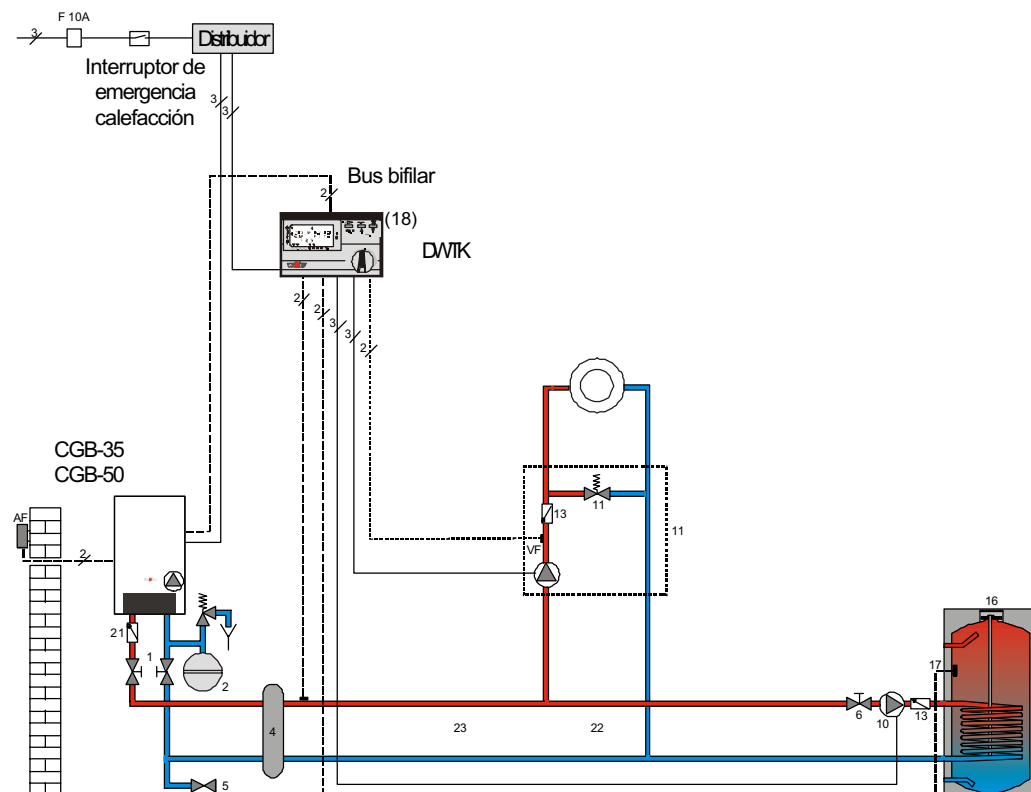 F 10A
3
Distribuidor
Interruptor de
emergencia
calefacción
3
3
Bus bifilar
2
(18)
DWTK
2
2
3
3
2
CGB-35
CGB-50
AF
2
13
11
11
VF
21
1
2
16
17
6
10
13
4
23
22
5